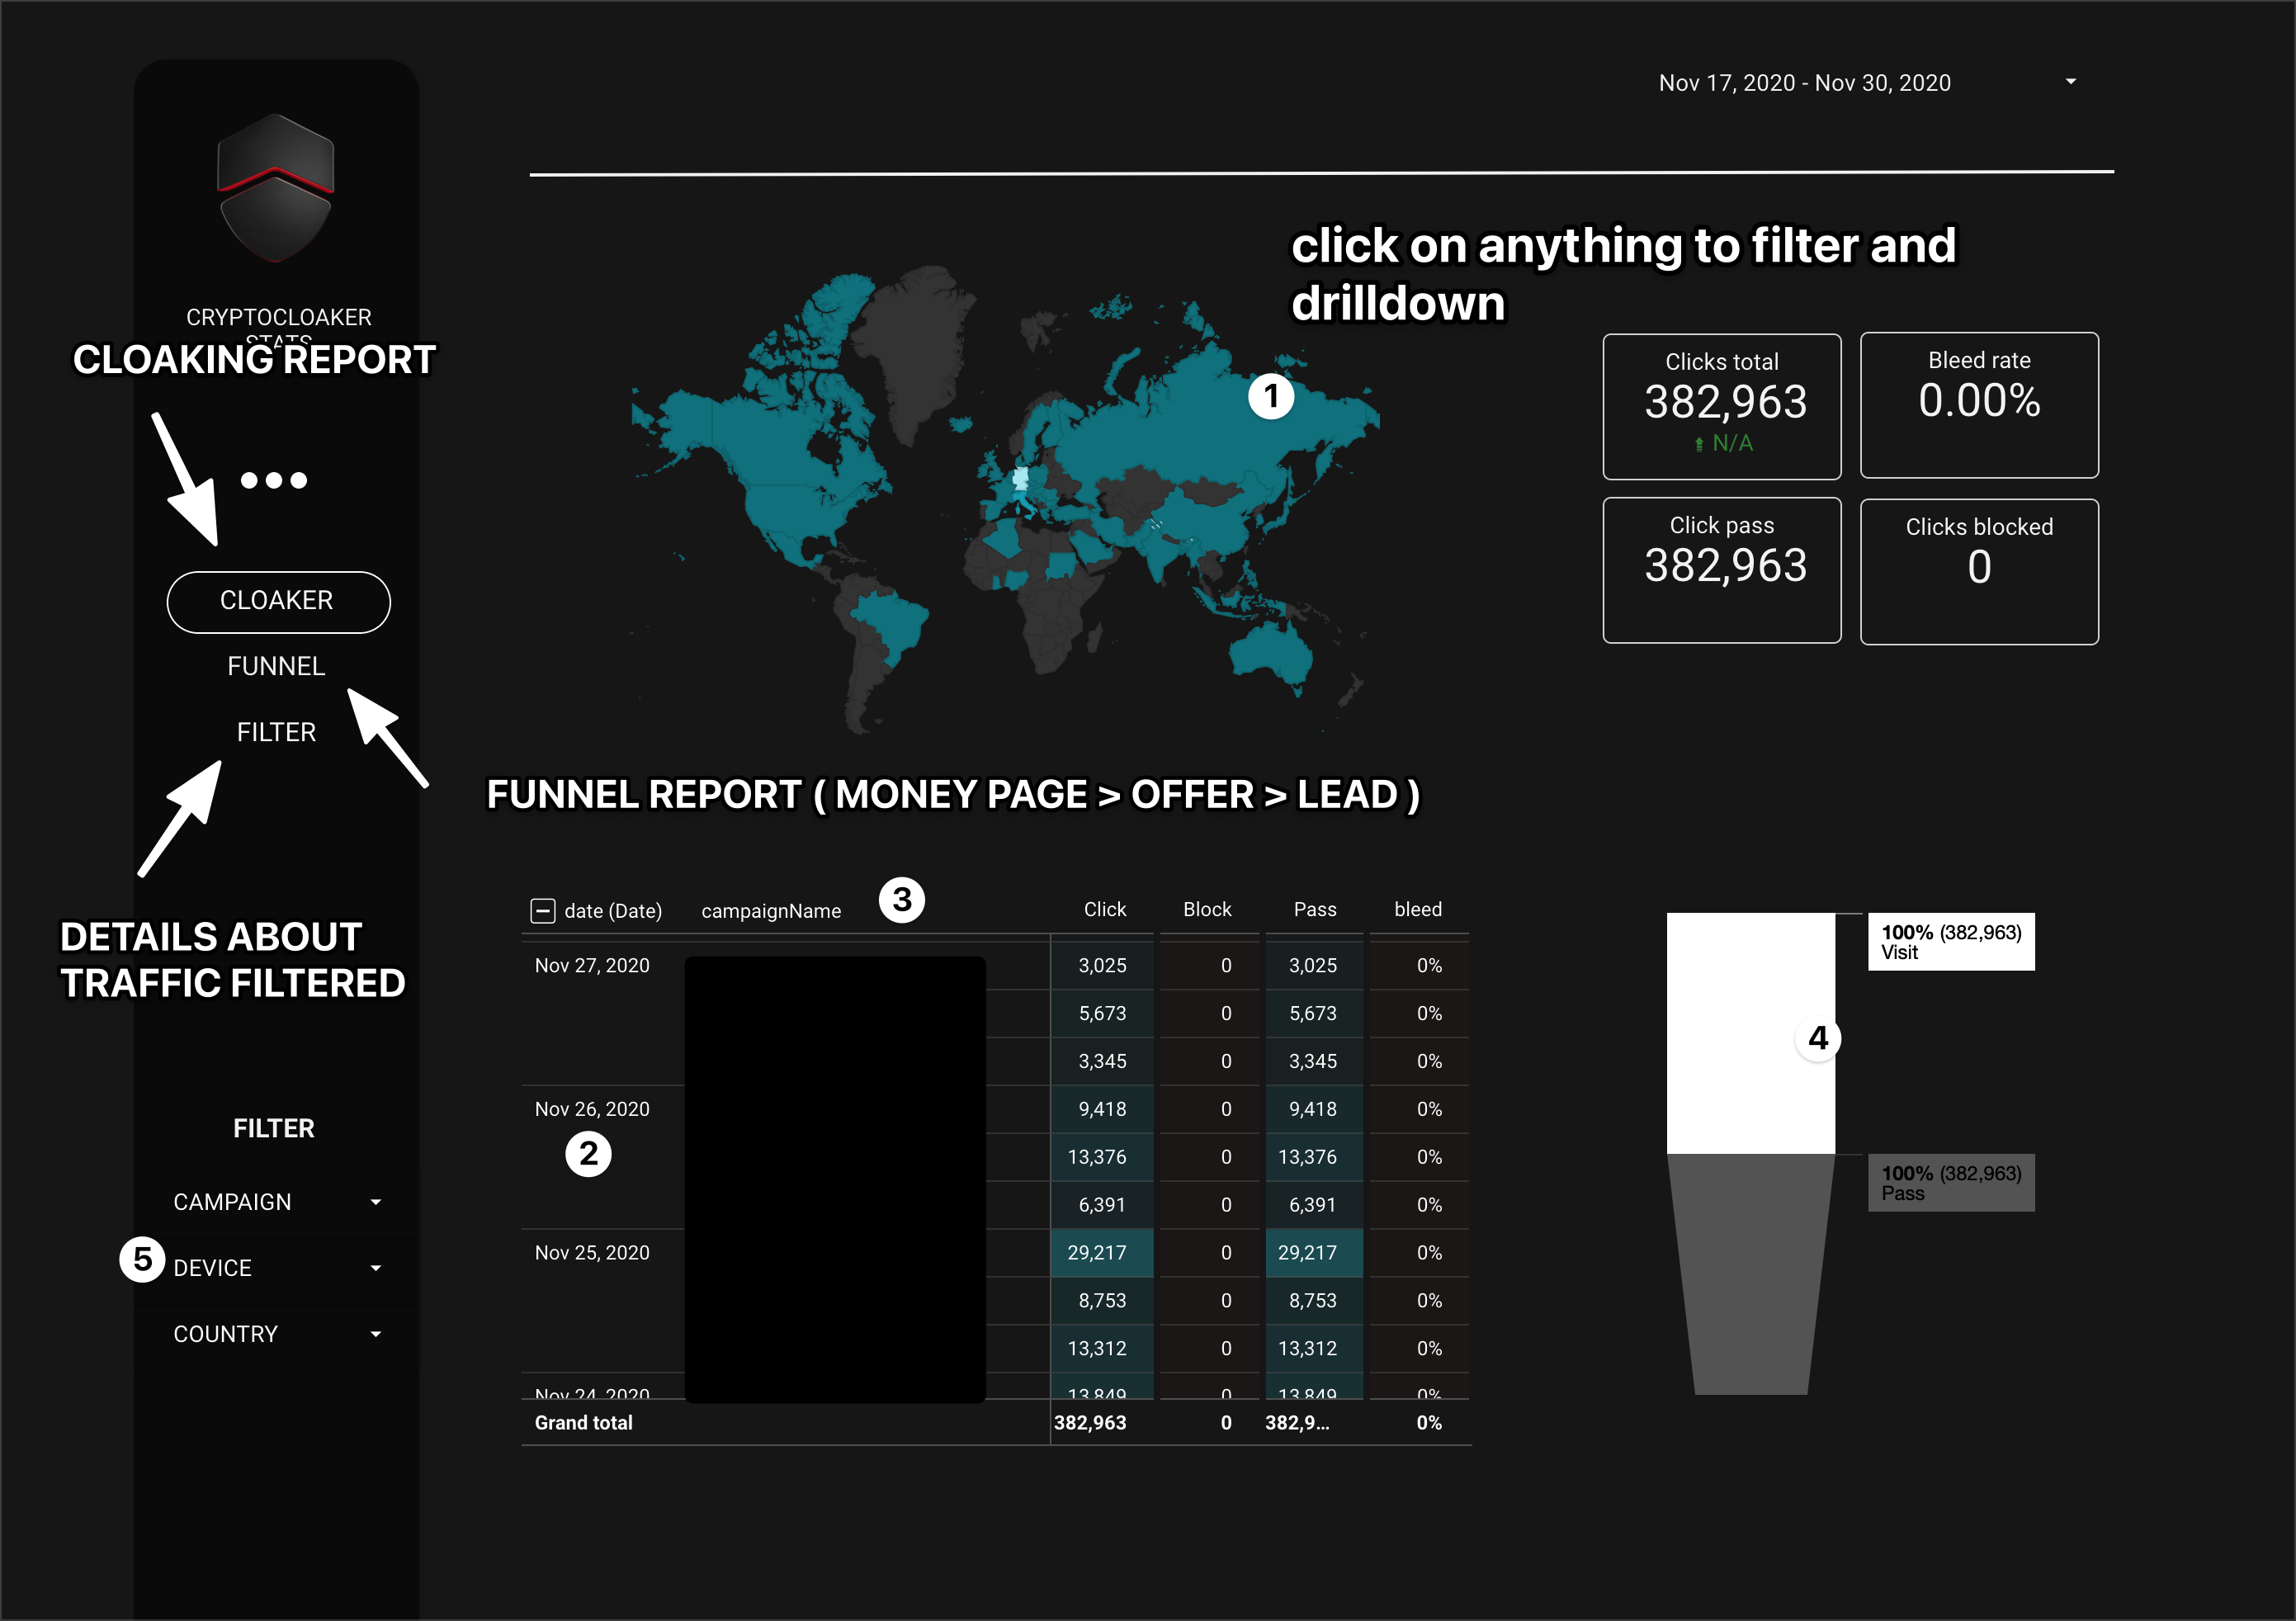 Nov 17, 2020 - Nov 30, 2020
CRYPTOCLOAKER
STATS
CLOAKING REPORT
CLOAKER
FUNNEL
FILTER
DETAILS ABOUT
TRAFFIC FILTERED
FILTER
CAMPAIGN
5
DEVICE
COUNTRY
click on anything to filter and
drilldown
1
Clicks total
382,963
N/A
Bleed rate
0.00%
Click pass
382,963
Clicks blocked
0
FUNNEL REPORT ( MONEY PAGE > OFFER > LEAD )
date (Date) campaignName 3 Click Block Pass bleed
Nov 27, 2020 3,025 0 3,025 0%
5,673 0 5,673 0%
3,345 0 3,345 0%
Nov 26, 2020 9,418 0 9,418 0%
2 13,376 0 13,376 0%
6,391 0 6,391 0%
Nov 25, 2020 29,217 0 29,217 0%
8,753 0 8,753 0%
13,312 0 13,312 0%
Nov 24, 2020 13,849 0 13,849 0%
Grand total 382,963 0 382,9... 0%
100% (382,963)
Visit
4
100% (382,963)
Pass